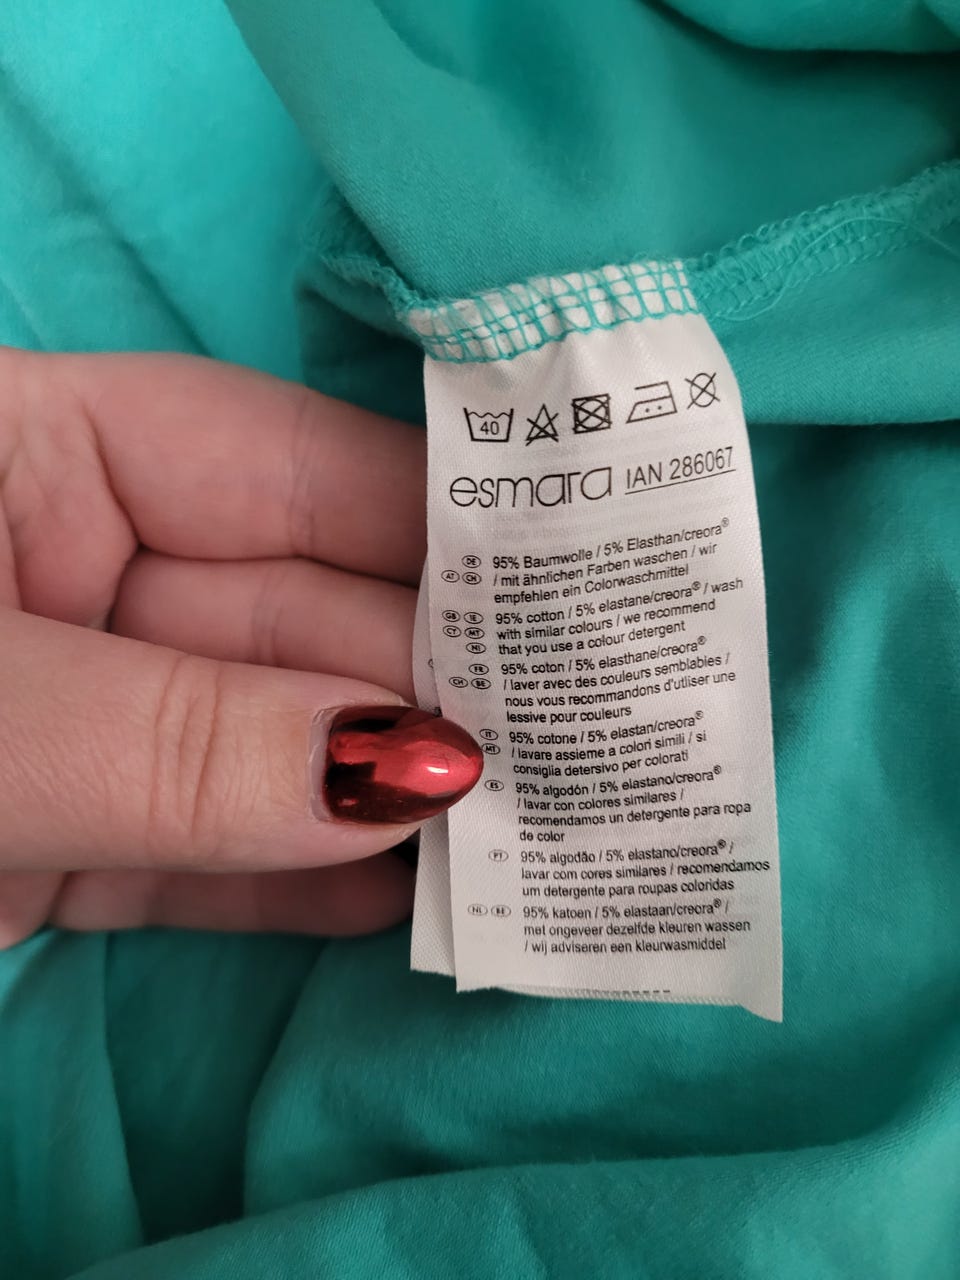 40
esmara IAN 286067
DE 95% Baumwolle / 5% Elasthan/creora®
AT CH / mit ähnlichen Farben waschen / wir
empfehlen ein Colorwaschmittel
GB IE 95% cotton / 5% elastane/creora® / wash
CY MT with similar colours / we recommend
NI that you use a colour detergent
FR 95% coton / 5% elasthane/creora®
CH BE / laver avec des couleurs semblables /
nous vous recommandons d'utliser une
lessive pour couleurs
IT 95% cotone / 5% elastan/creora®
MT / lavare assieme a colori simili / si
consiglia detersivo per colorati
ES 95% algodón / 5% elastano/creora®
/ lavar con colores similares /
recomendamos un detergente para ropa
de color
PT 95% algodão / 5% elastano/creora® /
lavar com cores similares / recomendamos
um detergente para roupas coloridas
NL BE 95% katoen / 5% elastaan/creora® /
met ongeveer dezelfde kleuren wassen
/ wij adviseren een kleurwasmiddel